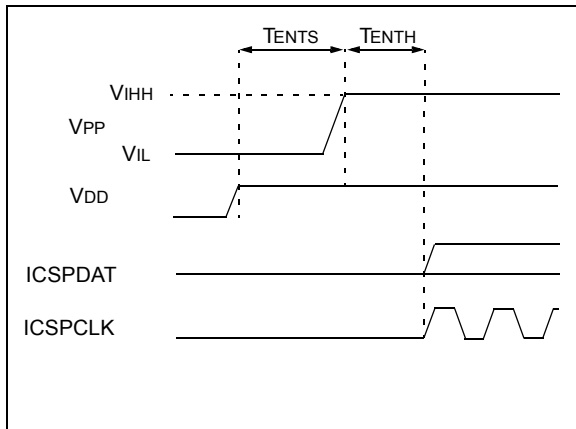 TENTS TENTH
VIHH
VPP
VIL
VDD
ICSPDAT
ICSPCLK